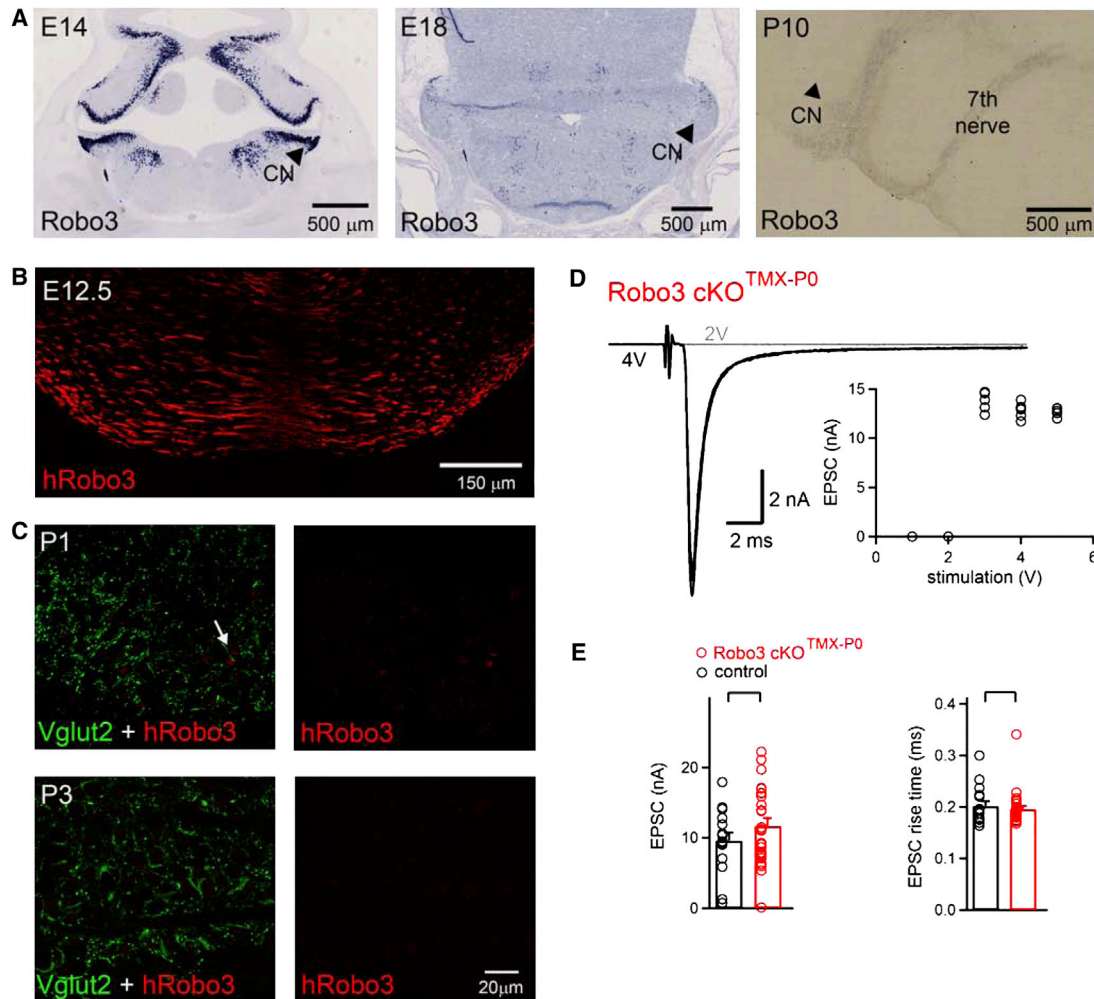 A
E14
CN
Robo3
500 μm
E18
CN
Robo3
500 μm
P10
CN
7th
nerve
Robo3
500 μm
B
E12.5
hRobo3
150 μm
C
P1
Vglut2 + hRobo3
hRobo3
P3
Vglut2 + hRobo3
hRobo3
20μm
D
Robo3 cKO^TMX-P0
2V
4V
2 nA
2 ms
EPSC (nA)
15
10
5
0
0 2 4 6
stimulation (V)
E
Robo3 cKO^TMX-P0
control
EPSC (nA)
20
10
0
EPSC rise time (ms)
0.4
0.3
0.2
0.1
0.0